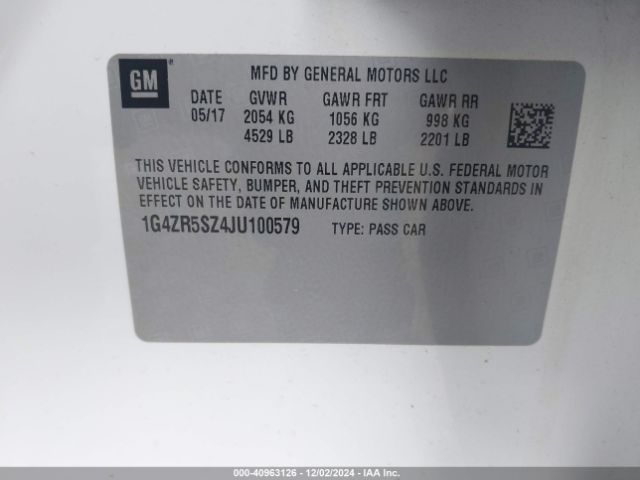 GM ®
MFD BY GENERAL MOTORS LLC
DATE GVWR GAWR FRT GAWR RR
05/17 2054 KG 1056 KG 998 KG
4529 LB 2328 LB 2201 LB
THIS VEHICLE CONFORMS TO ALL APPLICABLE U.S. FEDERAL MOTOR
VEHICLE SAFETY, BUMPER, AND THEFT PREVENTION STANDARDS IN
EFFECT ON THE DATE OF MANUFACTURE SHOWN ABOVE.
1G4ZR5SZ4JU100579 TYPE: PASS CAR
000-40963126 - 12/02/2024 - IAAI.COM